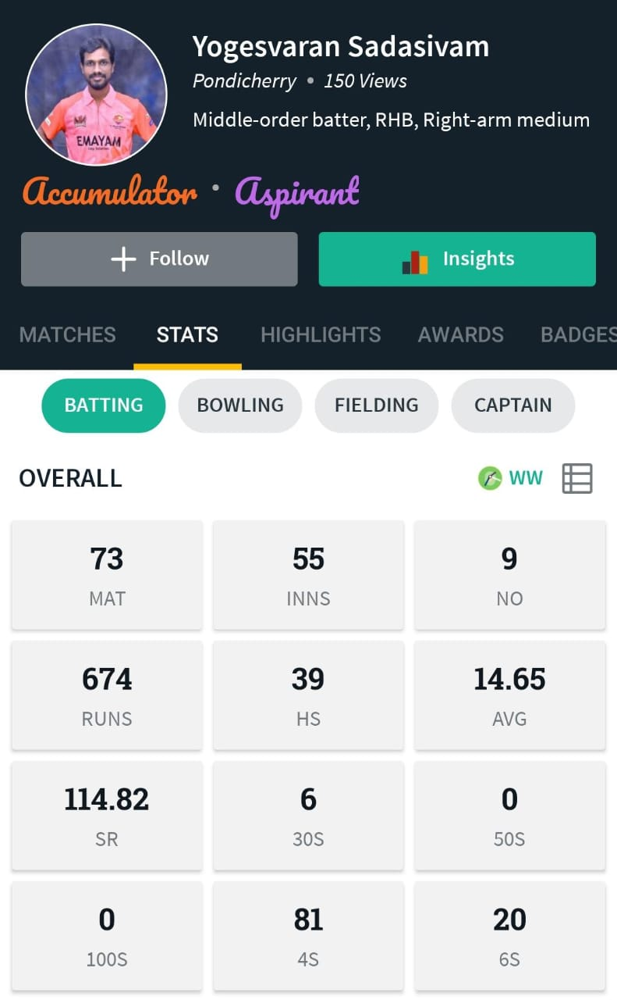 Yogesvaran Sadasivam
Pondicherry • 150 Views
Middle-order batter, RHB, Right-arm medium
EMAYAM
Accumulator • Aspirant
+ Follow
Insights
MATCHES STATS HIGHLIGHTS AWARDS BADGES
BATTING BOWLING FIELDING CAPTAIN
OVERALL WW
73 55 9
MAT INNS NO
674 39 14.65
RUNS HS AVG
114.82 6 0
SR 30S 50S
0 81 20
100S 4S 6S